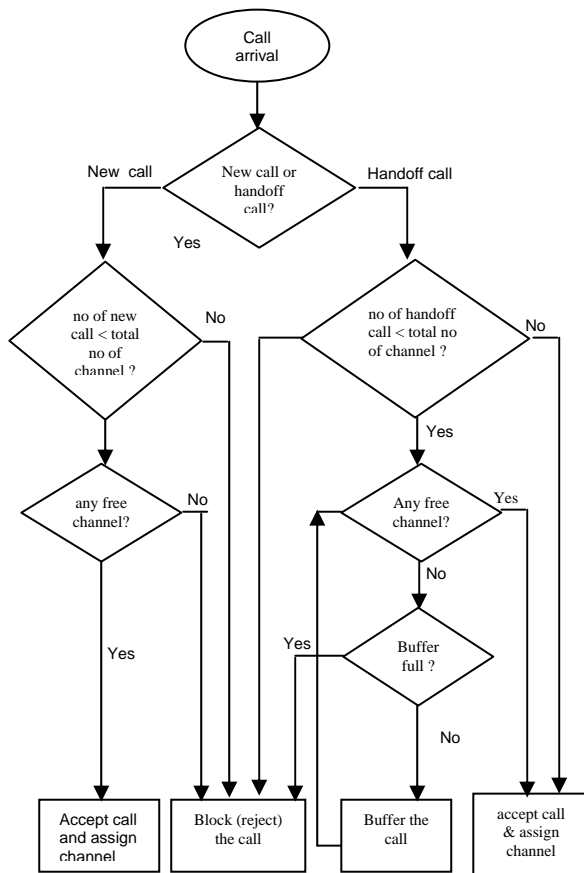 Call
arrival
New call
New call or
handoff
call?
Handoff call
Yes
no of new
call < total
no of
channel ?
No
no of handoff
call < total no
of channel ?
No
Yes
any free
channel?
No
Any free
channel?
Yes
No
Yes
Yes
Buffer
full ?
No
Accept call
and assign
channel
Block (reject)
the call
Buffer the
call
accept call
& assign
channel